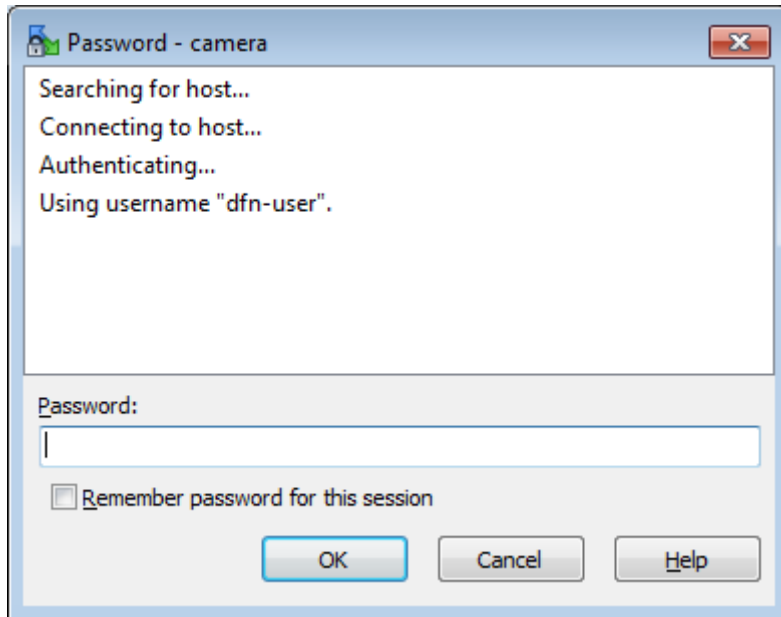 Password - camera
Searching for host...
Connecting to host...
Authenticating...
Using username "dfn-user".
Password:
Remember password for this session
OK Cancel Help